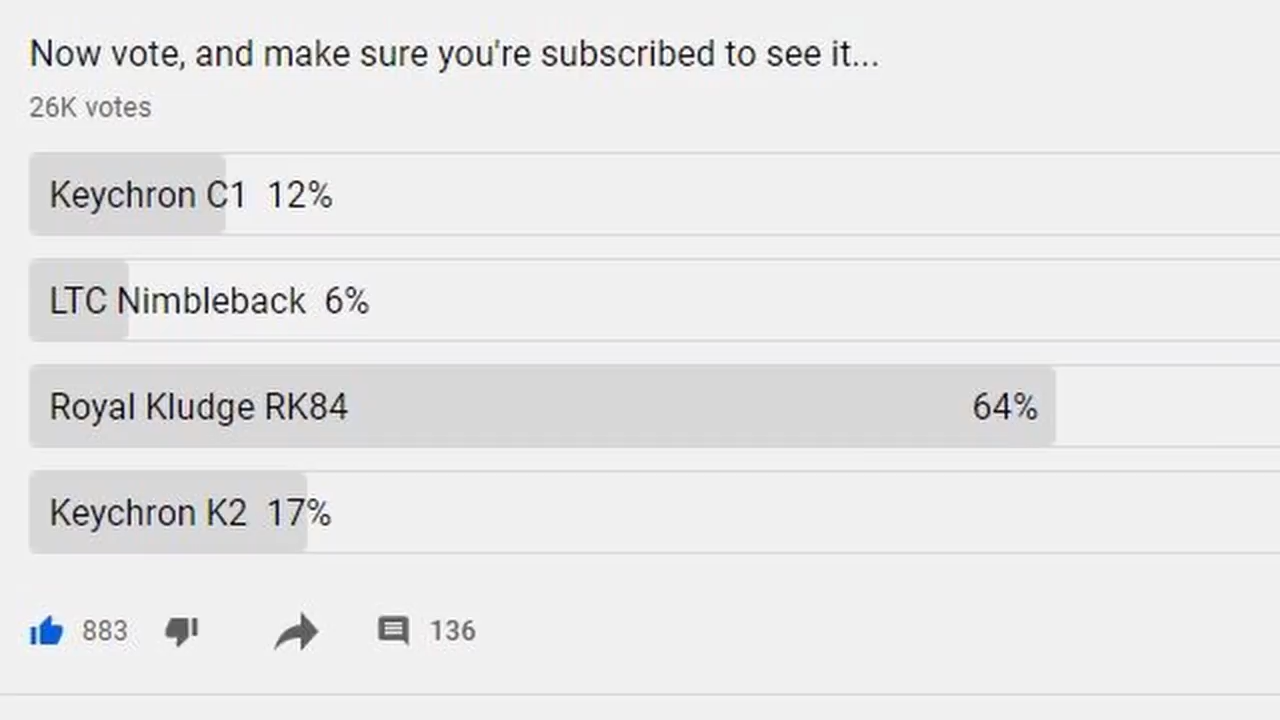 Now vote, and make sure you're subscribed to see it...
26K votes
Keychron C1 12%
LTC Nimbleback 6%
Royal Kludge RK84 64%
Keychron K2 17%
883 136